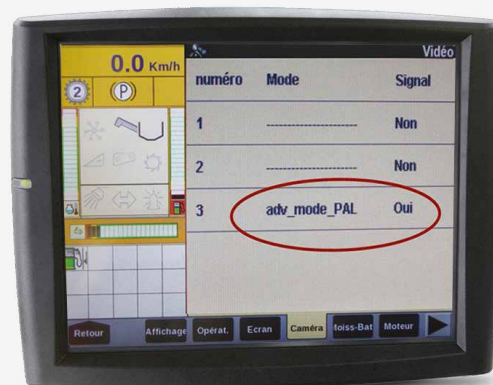 0.0 Km/h
Vidéo
numéro Mode Signal
2 P
1 --------------------- Non
2 --------------------- Non
3 adv_mode_PAL Oui
Retour Affichage Opérat. Ecran Caméra toiss-Bat Moteur